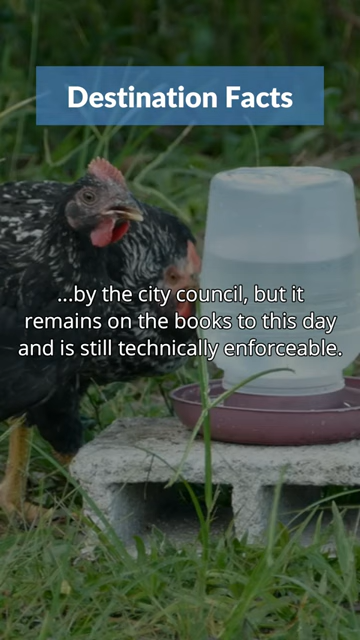 Destination Facts
...by the city council, but it
remains on the books to this day
and is still technically enforceable.